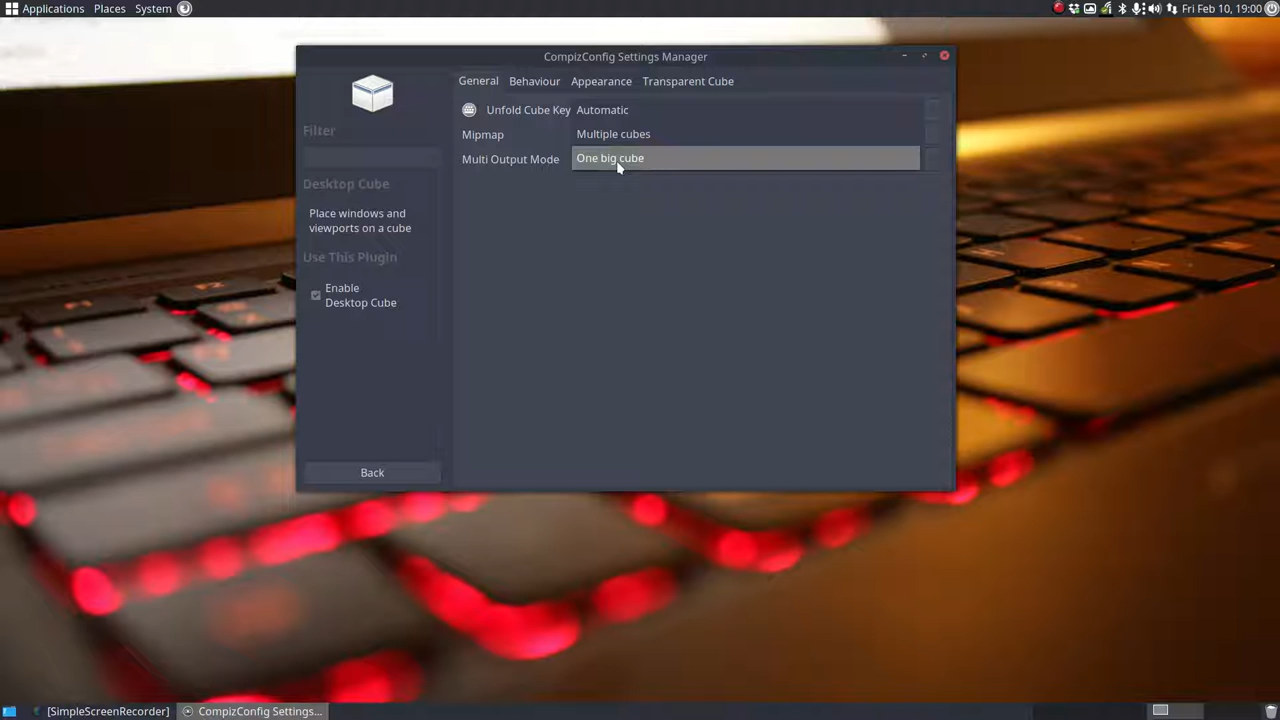 Applications Places System
Fri Feb 10, 19:00
CompizConfig Settings Manager
Filter
Desktop Cube
Place windows and
viewports on a cube
Use This Plugin
Enable
Desktop Cube
Back
General Behaviour Appearance Transparent Cube
Unfold Cube Key Automatic
Mipmap Multiple cubes
Multi Output Mode One big cube
[SimpleScreenRecorder] CompizConfig Settings...